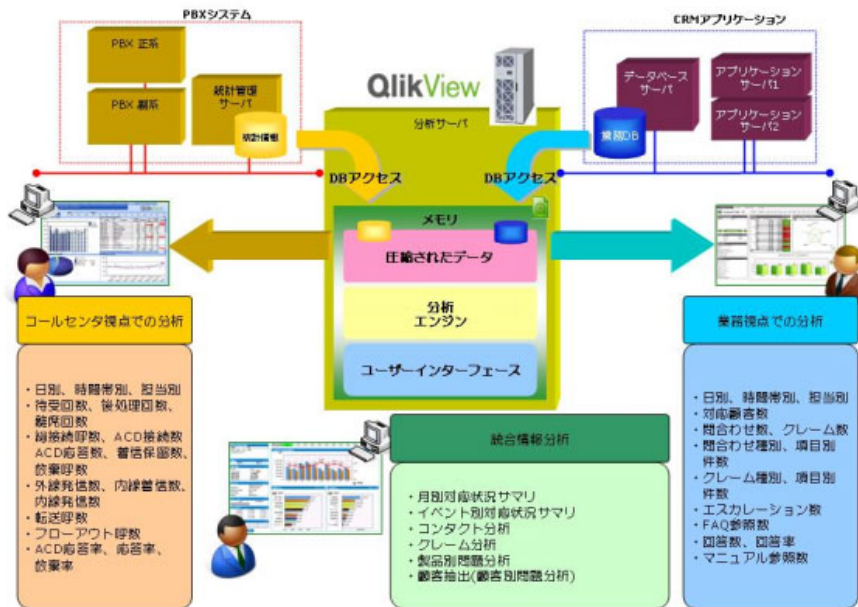 PBXシステム
PBX 正系
PBX 副系
統計管理
サーバ
統計情報
QlikView
分析サーバ
CRMアプリケーション
データベース
サーバ
アプリケーション
サーバ1
アプリケーション
サーバ2
業務DB
DBアクセス
DBアクセス
メモリ
圧縮されたデータ
分析
エンジン
ユーザーインターフェース
コールセンタ視点での分析
・日別、時間帯別、担当別
・待受回数、後処理回数、
離席回数
・総接続呼数、ACD接続数
ACD応答数、着信保留数、
放棄呼数
・外線発信数、内線着信数、
内線発信数
・転送呼数
・フローアウト呼数
・ACD応答率、応答率、
放棄率
統合情報分析
・月別対応状況サマリ
・イベント別対応状況サマリ
・コンタクト分析
・クレーム分析
・製品別問題分析
・顧客抽出(顧客別問題分析)
業務視点での分析
・日別、時間帯別、担当別
・対応顧客数
・問合わせ数、クレーム数
・問合わせ種別、項目別
件数
・クレーム種別、項目別
件数
・エスカレーション数
・FAQ参照数
・回答数、回答率
・マニュアル参照数